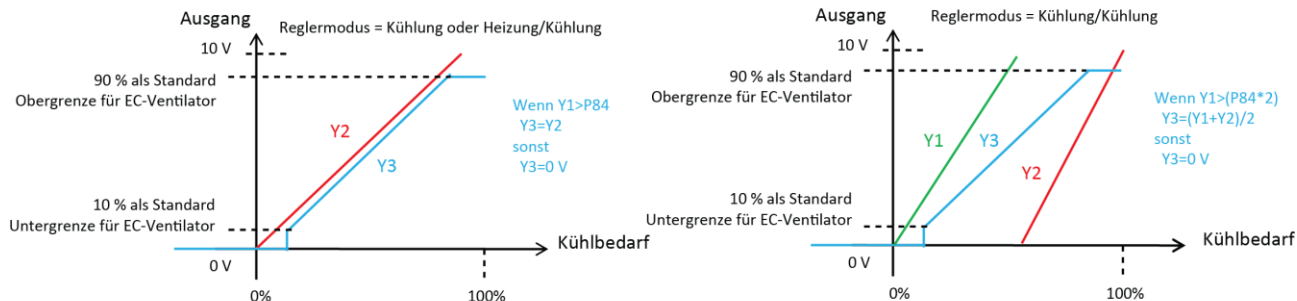 Ausgang
Reglermodus = Kühlung oder Heizung/Kühlung
10 V
90 % als Standard
Obergrenze für EC-Ventilator
Wenn Y1>P84
Y3=Y2
sonst
Y3=0 V
Y2
Y3
10 % als Standard
Untergrenze für EC-Ventilator
Kühlbedarf
0 V
0%
100%
Ausgang
Reglermodus = Kühlung/Kühlung
10 V
90 % als Standard
Obergrenze für EC-Ventilator
Wenn Y1>(P84*2)
Y3=(Y1+Y2)/2
sonst
Y3=0 V
Y1
Y3
Y2
10 % als Standard
Untergrenze für EC-Ventilator
Kühlbedarf
0 V
0%
100%